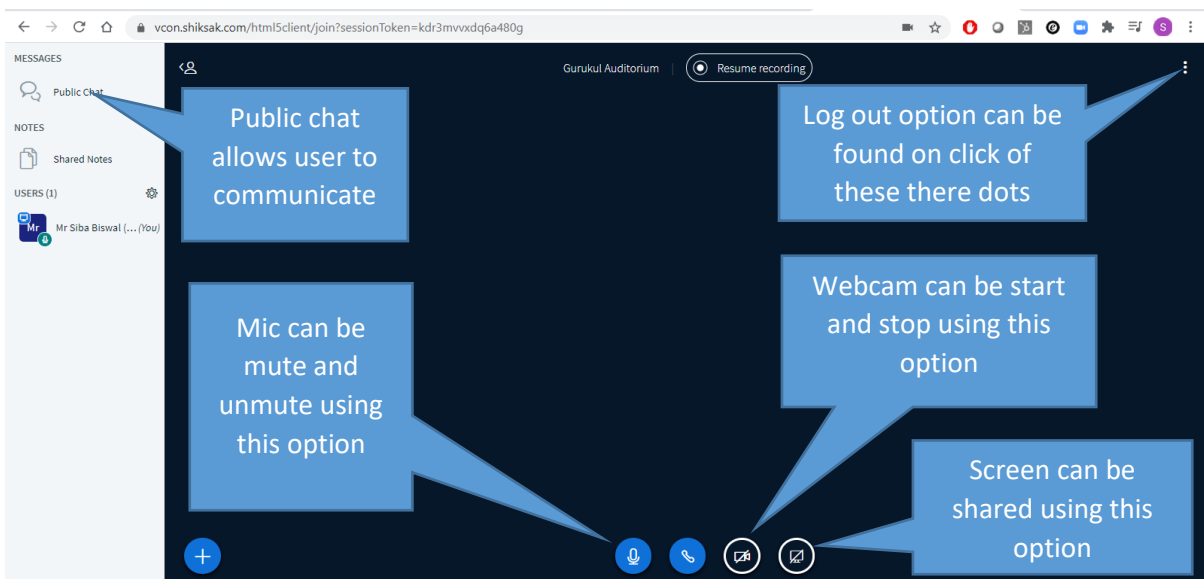 vcon.shiksak.com/html5client/join?sessionToken=kdr3mvvxdq6a480g
S
MESSAGES
Public Chat
NOTES
Shared Notes
USERS (1)
Mr
Mr Siba Biswal (... (You)
Gurukul Auditorium
Resume recording
Public chat
allows user to
communicate
Log out option can be
found on click of
these there dots
Mic can be
mute and
unmute using
this option
Webcam can be start
and stop using this
option
Screen can be
shared using this
option